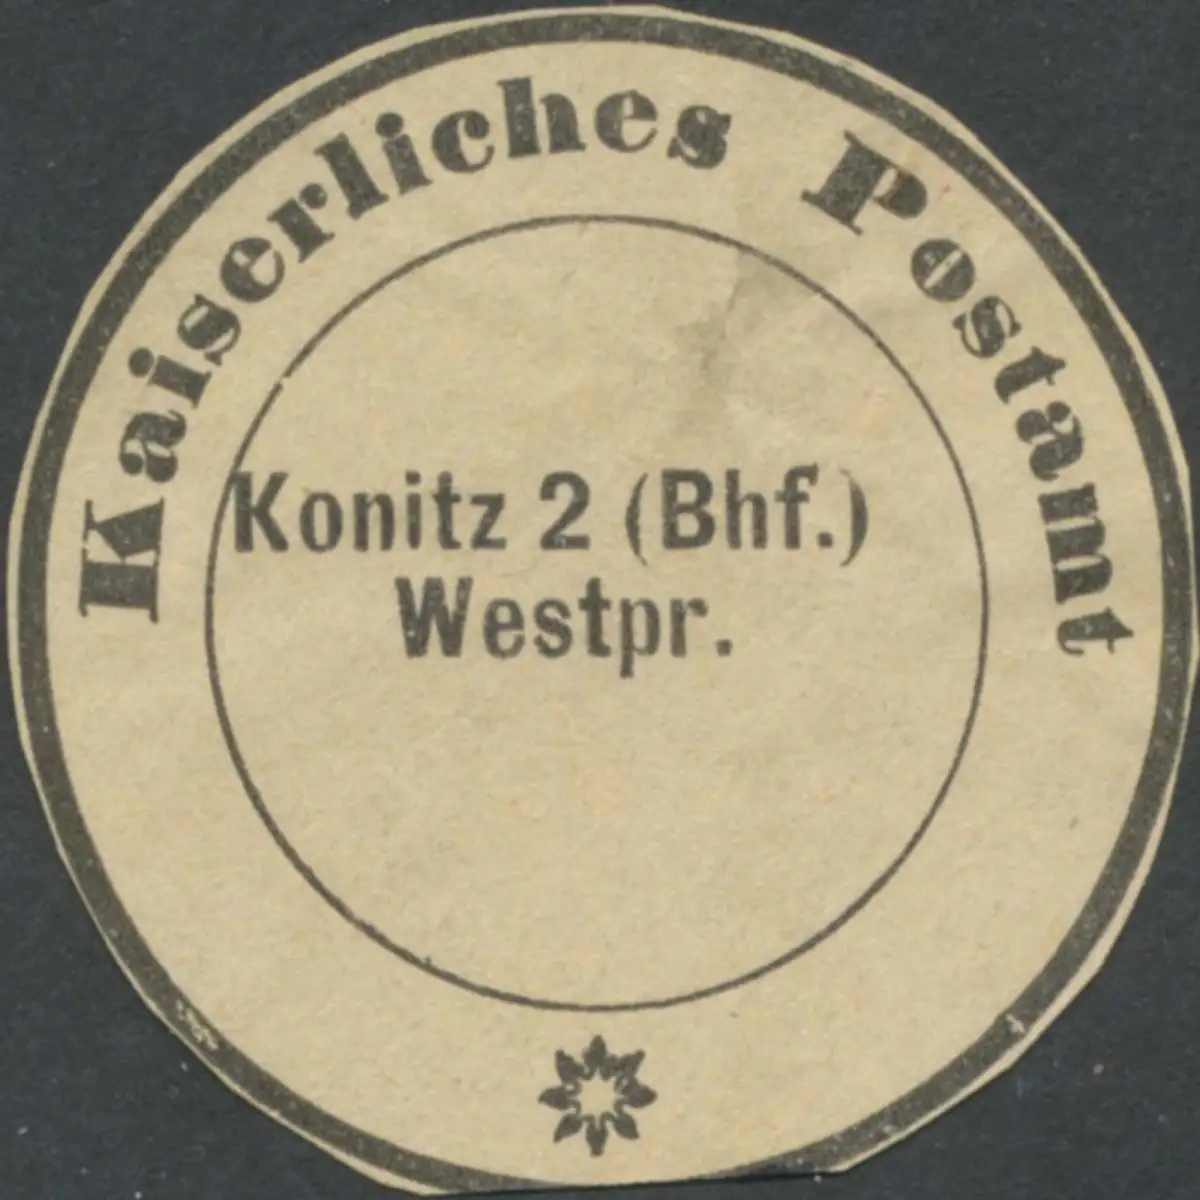 Kaiserliches Postamt
Konitz 2 (Bhf.)
Westpr.